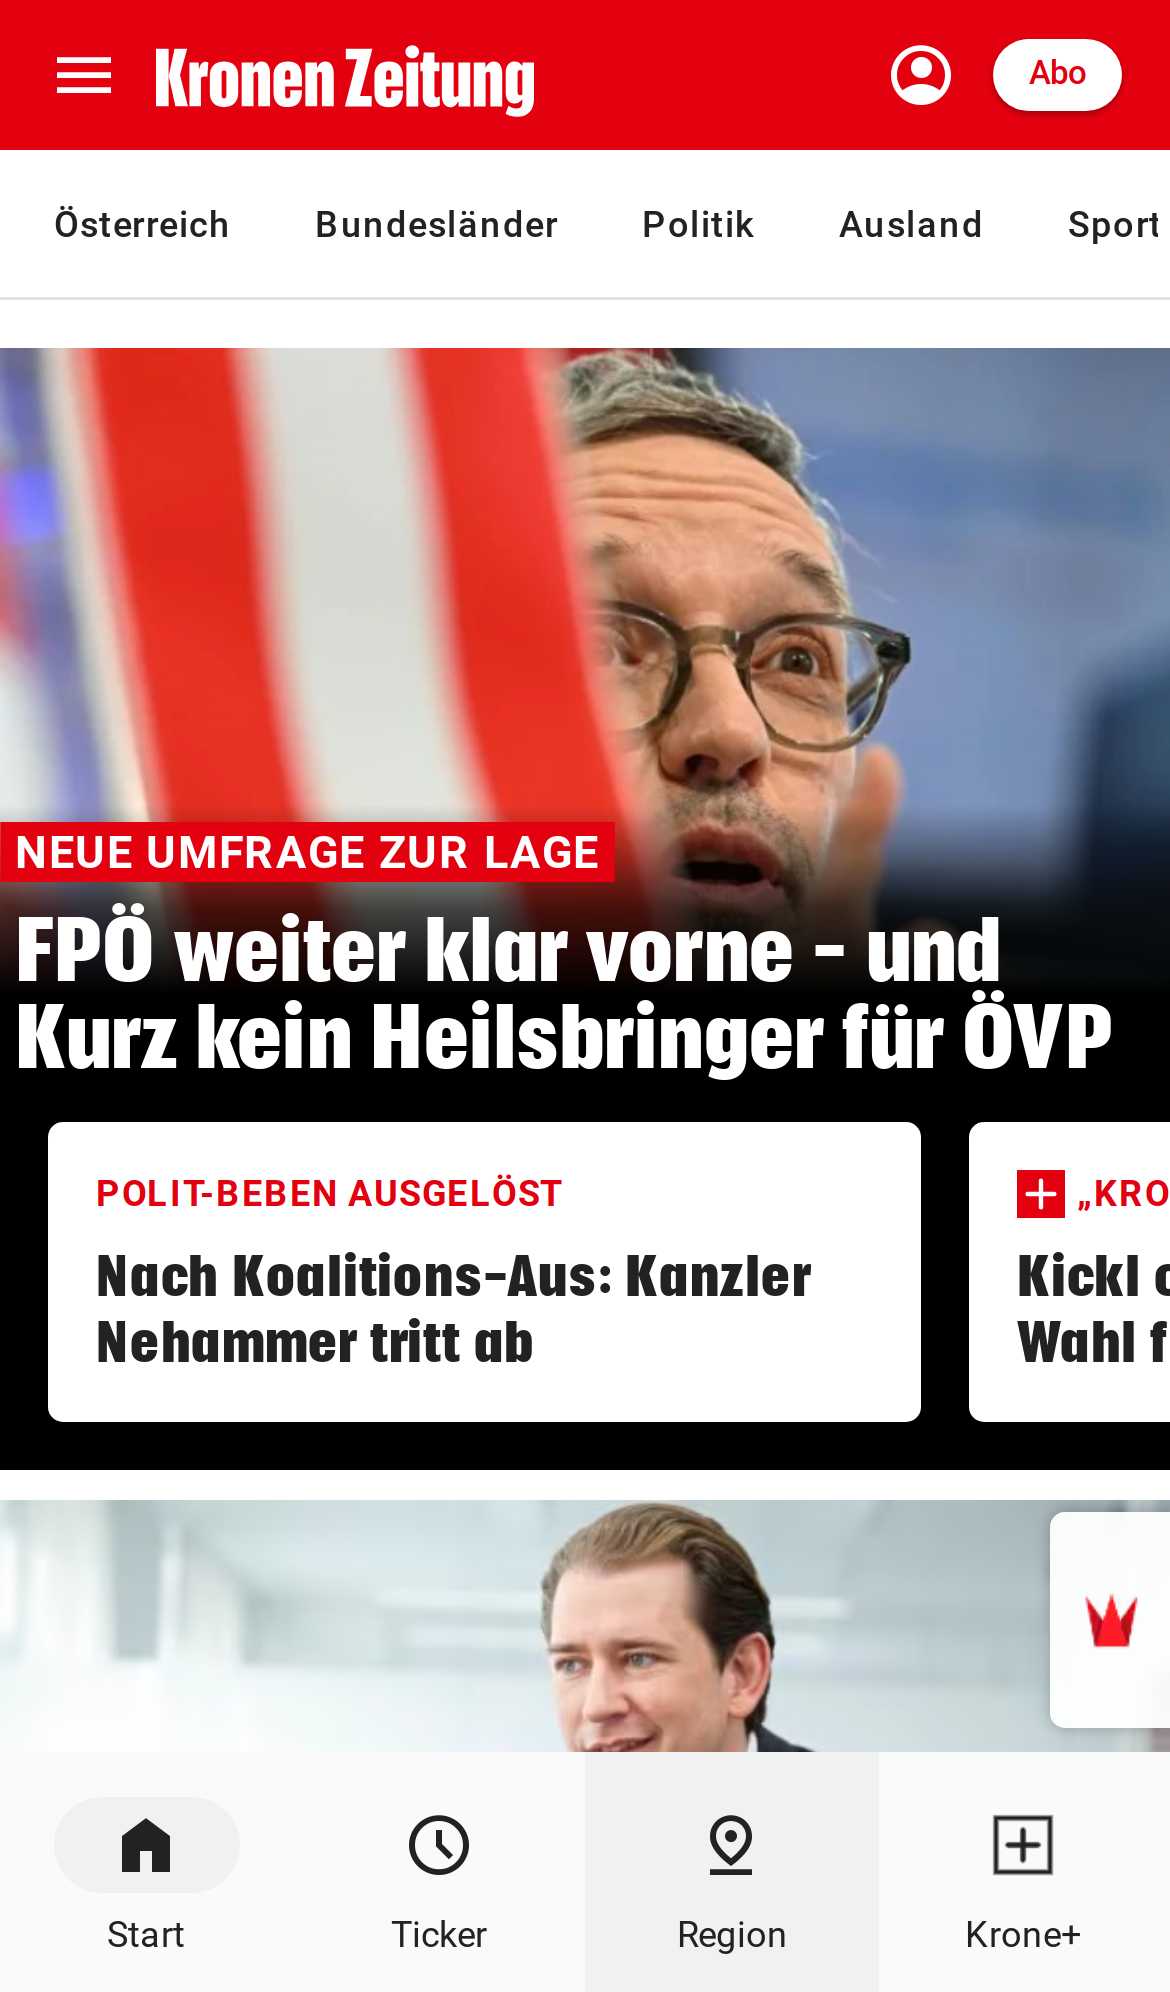 Kronen Zeitung
Abo
Österreich Bundesländer Politik Ausland Sport
NEUE UMFRAGE ZUR LAGE
FPÖ weiter klar vorne – und
Kurz kein Heilsbringer für ÖVP
POLIT-BEBEN AUSGELÖST
Nach Koalitions-Aus: Kanzler
Nehammer tritt ab
„KRO
Kickl
Wahl f
Start Ticker Region Krone+